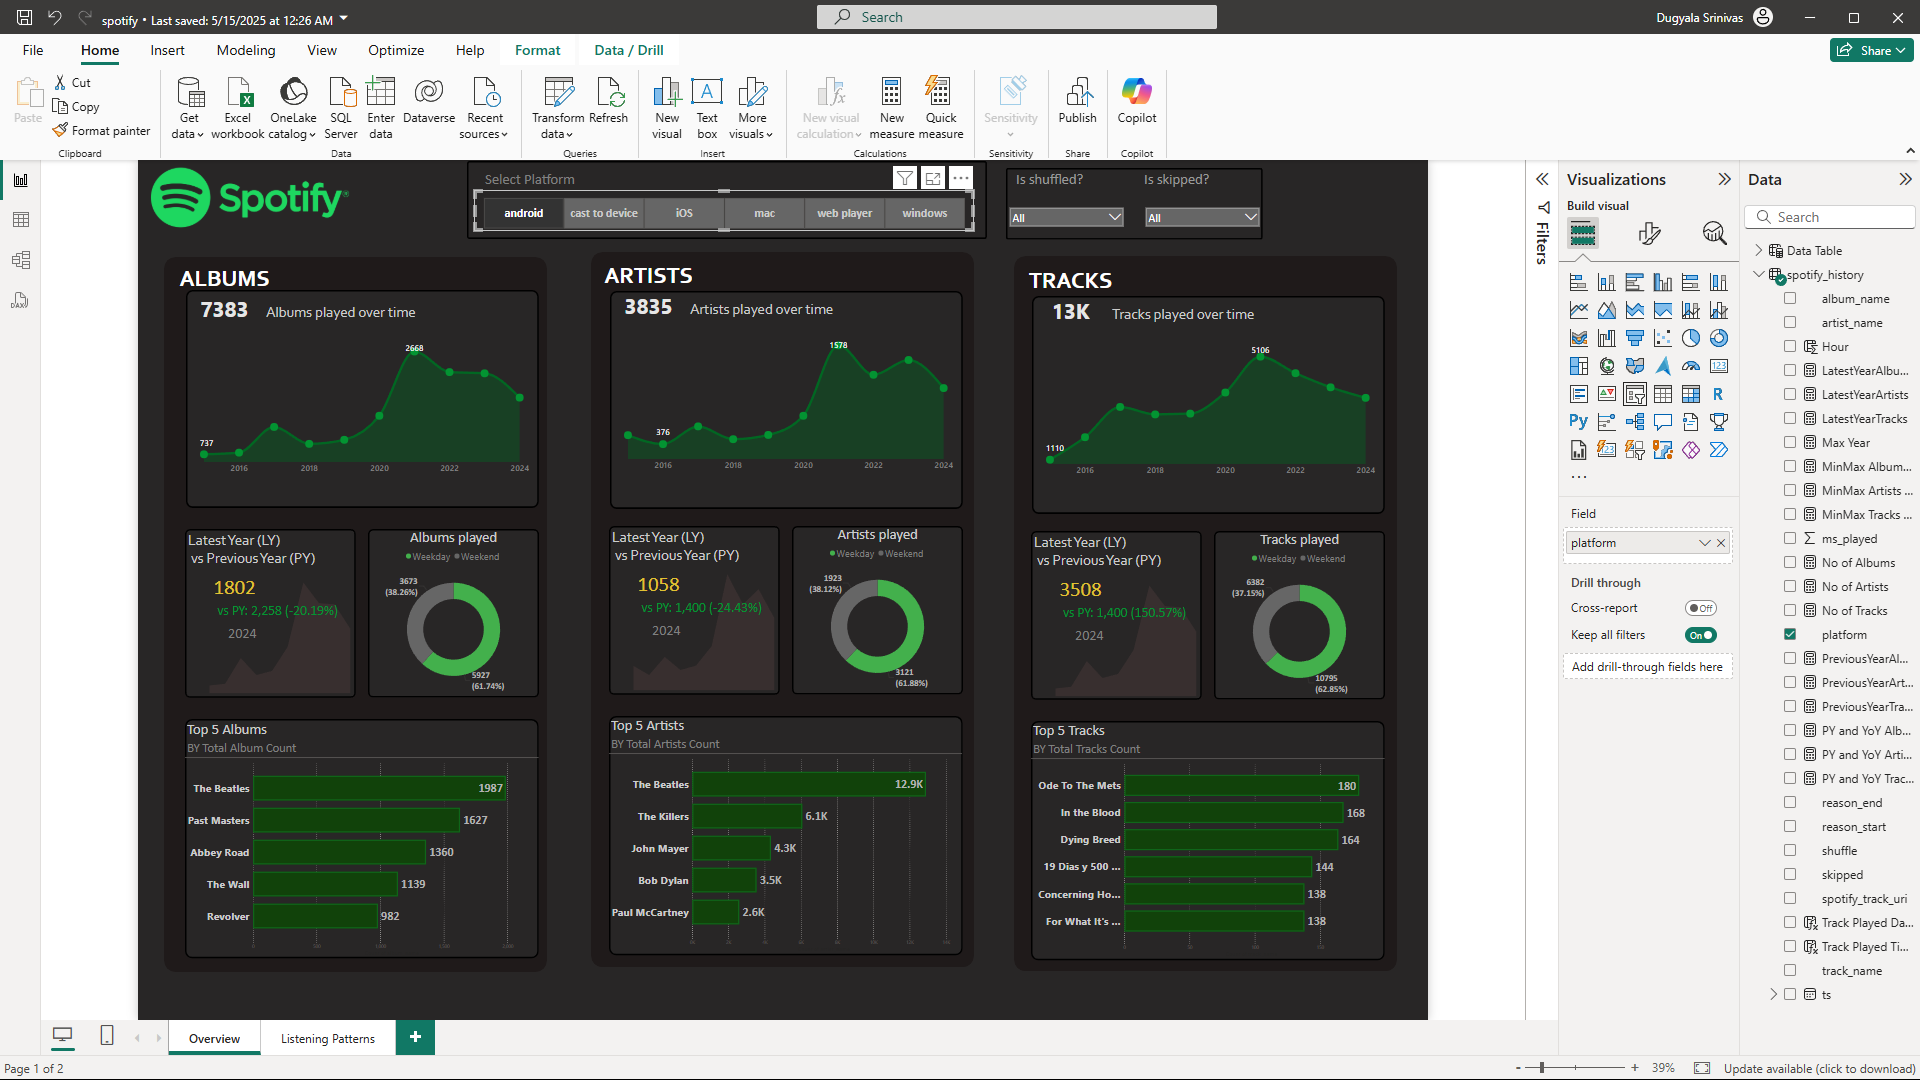 spotify • Last saved: 5/15/2025 at 12:26 AM
Search
Dugyala Srinivas
File
Home
Insert
Modeling
View
Optimize
Help
Format
Data / Drill
Share
Paste
Cut
Copy
Format painter
Clipboard
Get data
Excel workbook
OneLake catalog
SQL Server
Enter data
Dataverse
Recent sources
Data
Transform data
Refresh
Queries
New visual
Text box
More visuals
Insert
New visual calculation
New measure
Quick measure
Calculations
Sensitivity
Sensitivity
Publish
Share
Copilot
Copilot
Spotify
Select Platform
android
cast to device
iOS
mac
web player
windows
Is shuffled?
All
Is skipped?
All
ALBUMS
7383 Albums played over time
2668
737
2016 2018 2020 2022 2024
Latest Year (LY)
vs Previous Year (PY)
1802
vs PY: 2,258 (-20.19%)
2024
Albums played
Weekday Weekend
3673
(38.26%)
5927
(61.74%)
Top 5 Albums
BY Total Album Count
The Beatles 1987
Past Masters 1627
Abbey Road 1360
The Wall 1139
Revolver 982
ARTISTS
3835 Artists played over time
1578
376
2016 2018 2020 2022 2024
Latest Year (LY)
vs Previous Year (PY)
1058
vs PY: 1,400 (-24.43%)
2024
Artists played
Weekday Weekend
1923
(38.12%)
3121
(61.88%)
Top 5 Artists
BY Total Artists Count
The Beatles 12.9K
The Killers 6.1K
John Mayer 4.3K
Bob Dylan 3.5K
Paul McCartney 2.6K
TRACKS
13K Tracks played over time
5106
1110
2016 2018 2020 2022 2024
Latest Year (LY)
vs Previous Year (PY)
3508
vs PY: 1,400 (150.57%)
2024
Tracks played
Weekday Weekend
6382
(37.15%)
10795
(62.85%)
Top 5 Tracks
BY Total Tracks Count
Ode To The Mets 180
In the Blood 168
Dying Breed 164
19 Dias y 500 ... 144
Concerning Ho... 138
For What It's ... 138
Filters
Visualizations
Build visual
R
Py
123
...
Field
platform
Drill through
Cross-report
Off
Keep all filters
On
Add drill-through fields here
Data
Search
Data Table
spotify_history
album_name
artist_name
Hour
LatestYearAlbu...
LatestYearArtists
LatestYearTracks
Max Year
MinMax Album...
MinMax Artists ...
MinMax Tracks ...
ms_played
No of Albums
No of Artists
No of Tracks
platform
PreviousYearAl...
PreviousYearArt...
PreviousYearTra...
PY and YoY Alb...
PY and YoY Arti...
PY and YoY Trac...
reason_end
reason_start
shuffle
skipped
spotify_track_uri
Track Played Da...
Track Played Ti...
track_name
ts
Overview
Listening Patterns
+
Page 1 of 2
- + 39%
Update available (click to download)